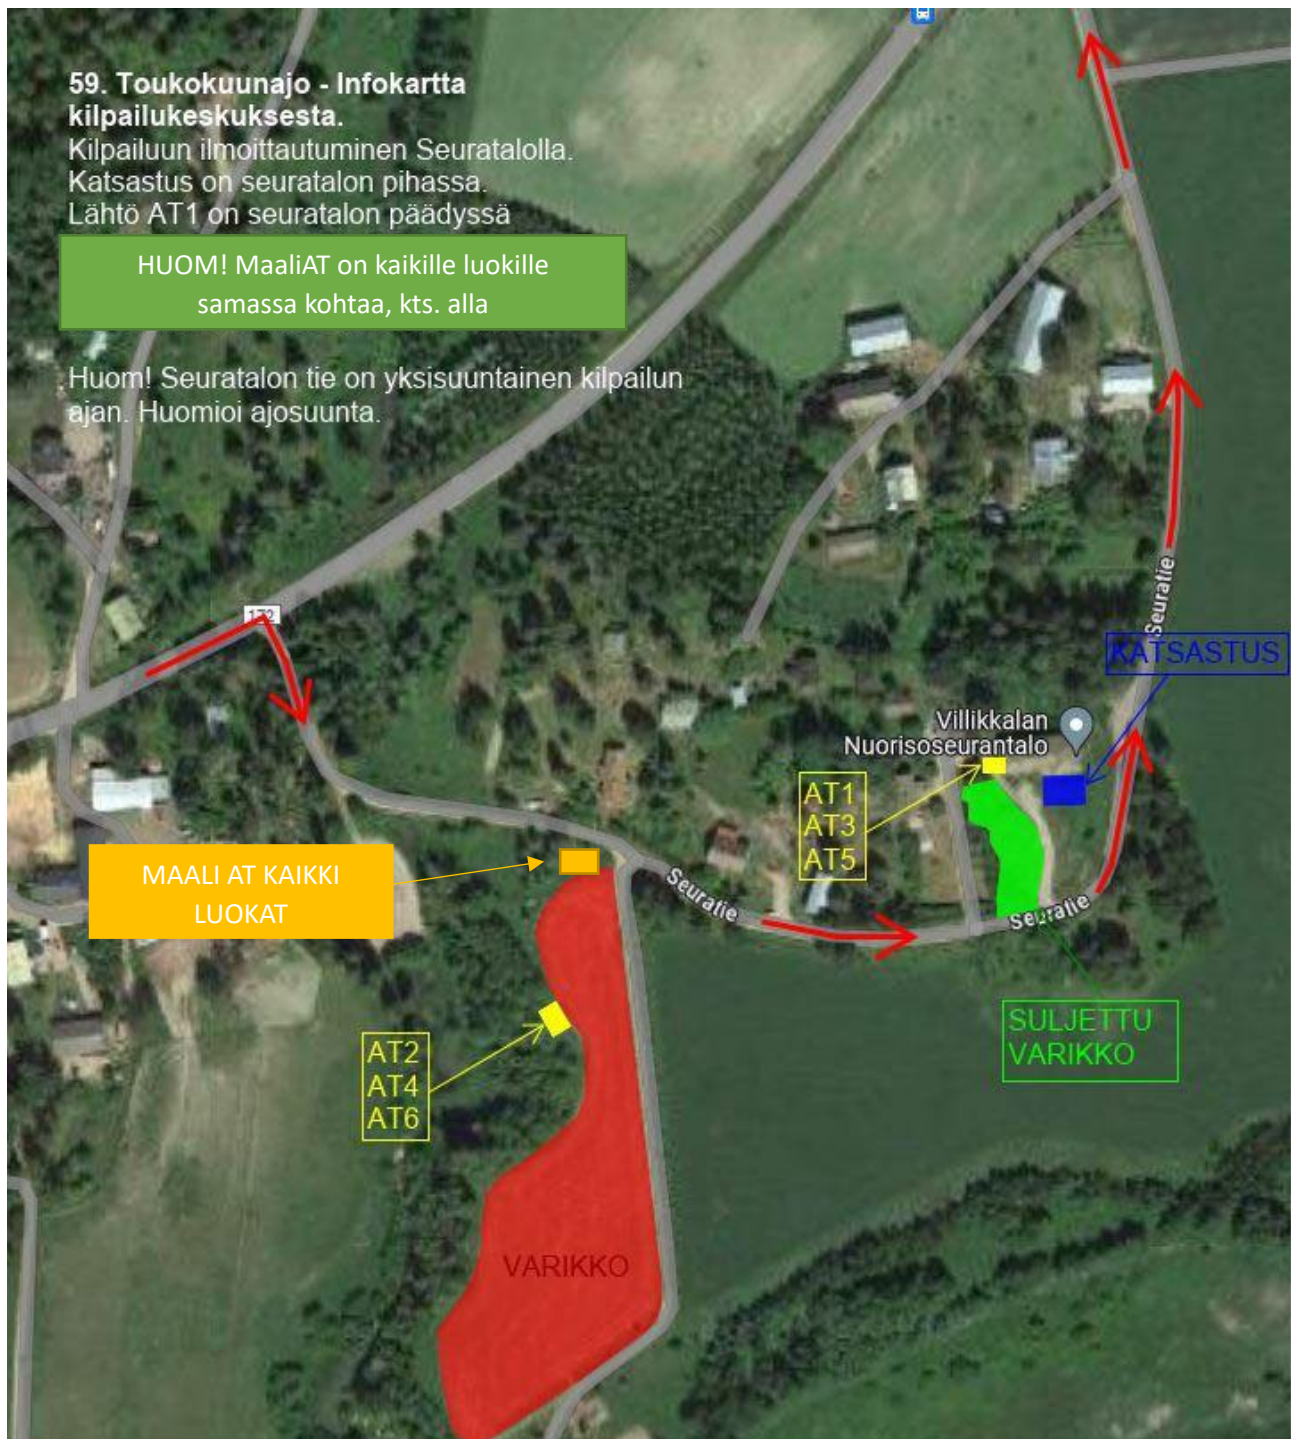 59. Toukokuunajo - Infokartta
kilpailukeskuksesta.
Kilpailuun ilmoittautuminen Seuratalolla.
Katsastus on seuratalon pihassa.
Lähtö AT1 on seuratalon päädyssä
HUOM! MaaliAT on kaikille luokille
samassa kohtaa, kts. alla
Huom! Seuratalon tie on yksisuuntainen kilpailun
ajan. Huomioi ajosuunta.
172
Seuratie
KATSASTUS
Villikkalan
Nuorisoseurantalo
AT1
AT3
AT5
MAALI AT KAIKKI
LUOKAT
Seuratie
Seuratie
SULJETTU
VARIKKO
AT2
AT4
AT6
VARIKKO